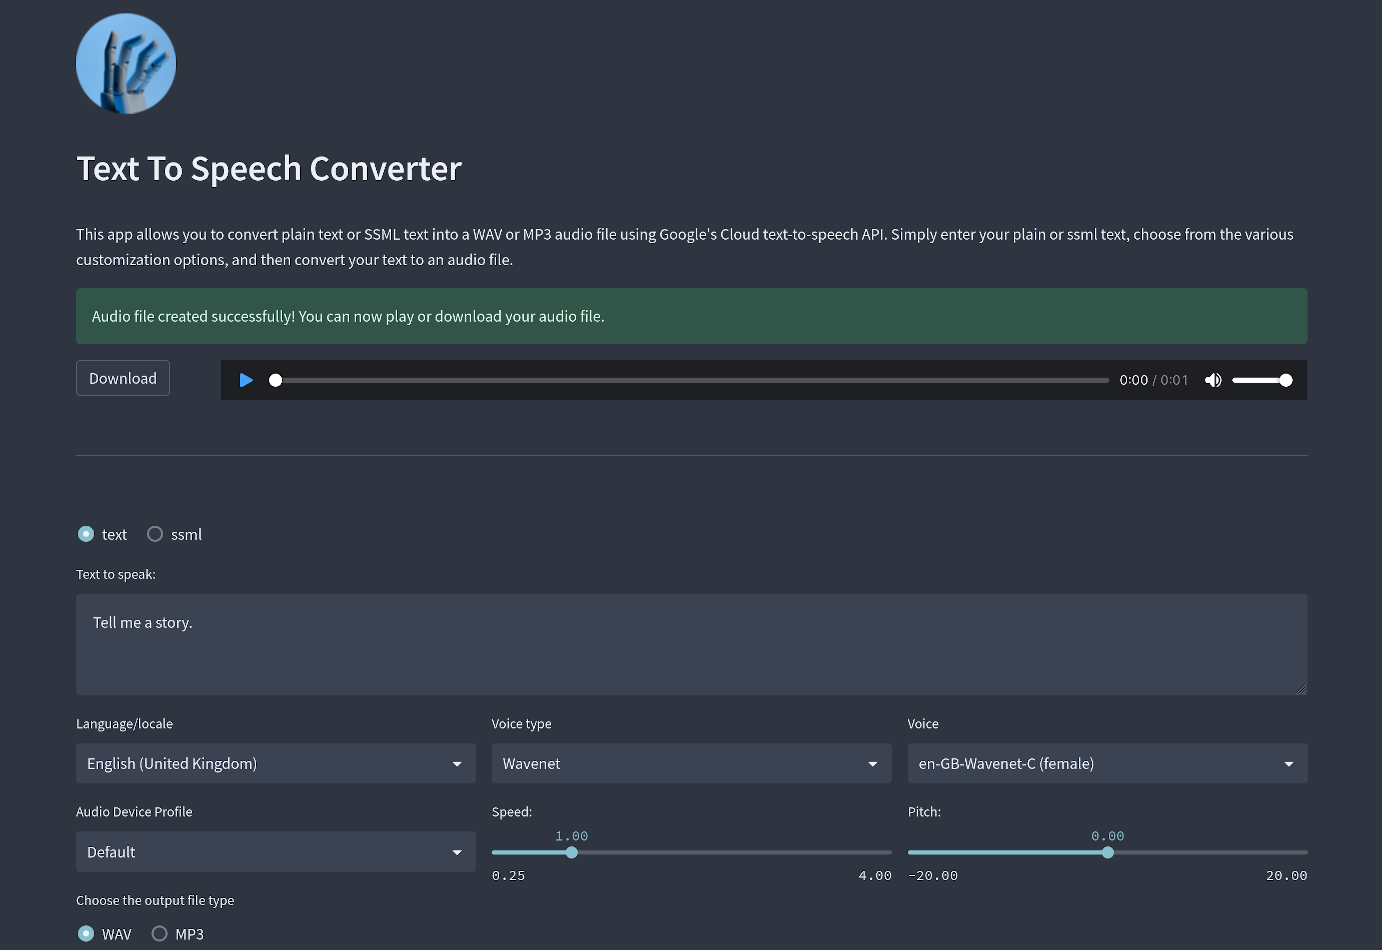 Text To Speech Converter
This app allows you to convert plain text or SSML text into a WAV or MP3 audio file using Google's Cloud text-to-speech API. Simply enter your plain or ssml text, choose from the various
customization options, and then convert your text to an audio file.
Audio file created successfully! You can now play or download your audio file.
Download
0:00 / 0:01
text ssml
Text to speak:
Tell me a story.
Language/locale Voice type Voice
English (United Kingdom) Wavenet en-GB-Wavenet-C (female)
Audio Device Profile Speed: Pitch:
1.00 0.00
Default
0.25 4.00 -20.00 20.00
Choose the output file type
WAV MP3